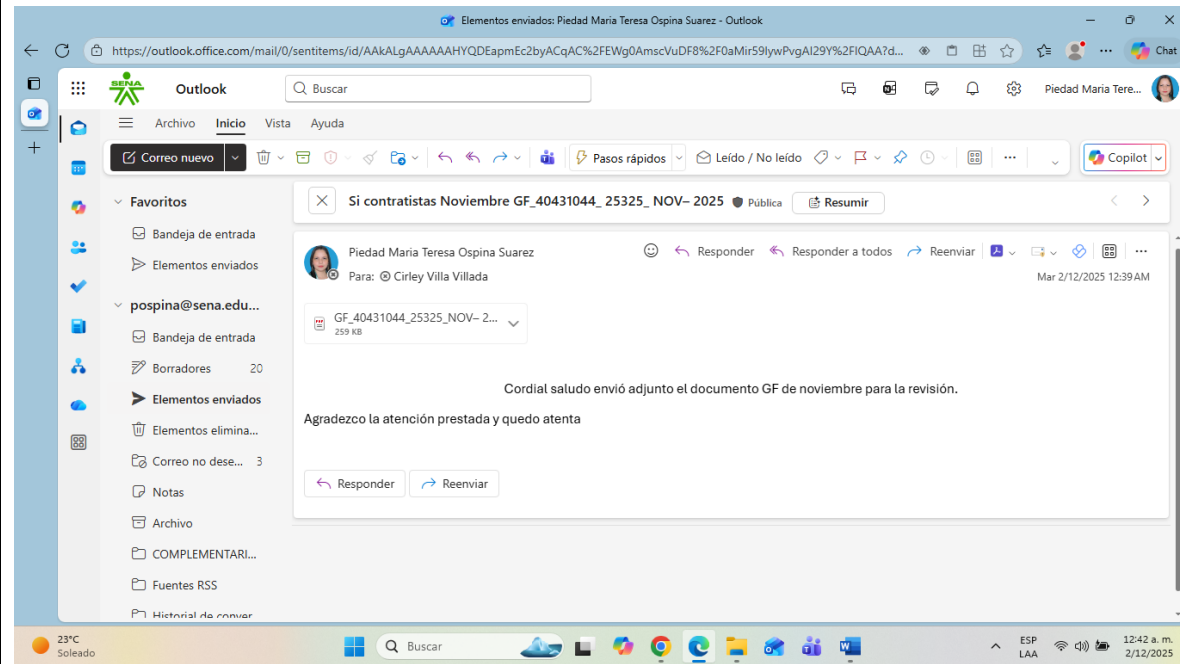 Elementos enviados: Piedad Maria Teresa Ospina Suarez - Outlook
https://outlook.office.com/mail/0/sentitems/id/AAkALgAAAAAAHYQDEapmEc2byACqAC%2FEWg0AmscVuDF8%2F0aMir59IywPvgAI29Y%2FIQAA?d...
Chat
SENA
Outlook
Buscar
Piedad Maria Tere...
Archivo Inicio Vista Ayuda
Correo nuevo
Pasos rápidos
Leído / No leído
Copilot
Favoritos
Bandeja de entrada
Elementos enviados
pospina@sena.edu...
Bandeja de entrada
Borradores 20
Elementos enviados
Elementos elimina...
Correo no dese... 3
Notas
Archivo
COMPLEMENTARI...
Fuentes RSS
Historial de conver
Si contratistas Noviembre GF_40431044_ 25325_ NOV– 2025 Pública Resumir
Piedad Maria Teresa Ospina Suarez
Responder Responder a todos Reenviar
Para: Cirley Villa Villada
Mar 2/12/2025 12:39 AM
GF_40431044_25325_NOV– 2...
259 KB
Cordial saludo envió adjunto el documento GF de noviembre para la revisión.
Agradezco la atención prestada y quedo atenta
Responder Reenviar
23°C
Soleado
Buscar
ESP
LAA
12:42 a. m.
2/12/2025